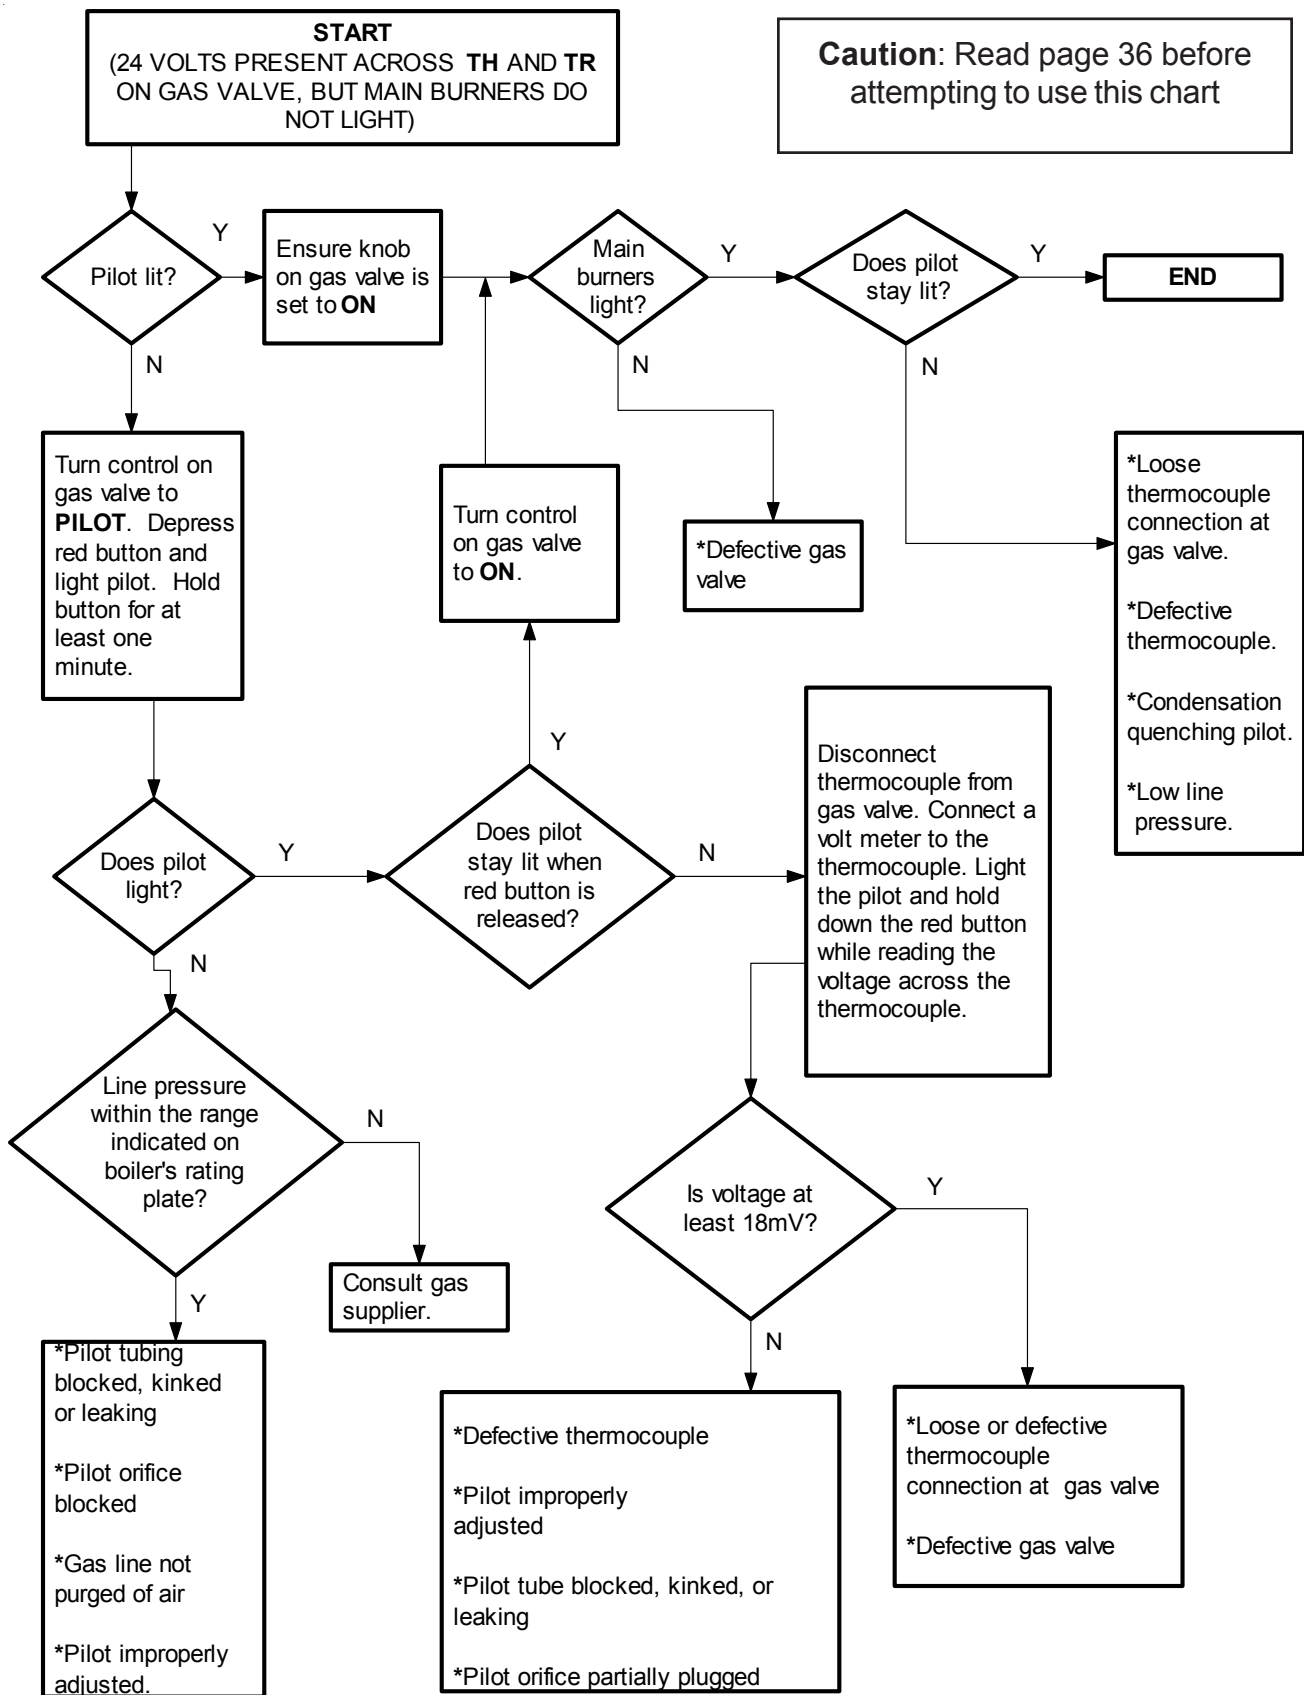 START
(24 VOLTS PRESENT ACROSS TH AND TR
ON GAS VALVE, BUT MAIN BURNERS DO
NOT LIGHT)
Caution: Read page 36 before
attempting to use this chart
Pilot lit?
Y
Ensure knob
on gas valve is
set to ON
Main
burners
light?
Y
Does pilot
stay lit?
Y
END
N
N
N
Turn control on
gas valve to
PILOT. Depress
red button and
light pilot. Hold
button for at
least one
minute.
Turn control
on gas valve
to ON.
*Defective gas
valve
*Loose
thermocouple
connection at
gas valve.
*Defective
thermocouple.
*Condensation
quenching pilot.
*Low line
pressure.
Does pilot
light?
Y
Does pilot
stay lit when
red button is
released?
Y
N
Disconnect
thermocouple from
gas valve. Connect a
volt meter to the
thermocouple. Light
the pilot and hold
down the red button
while reading the
voltage across the
thermocouple.
N
Line pressure
within the range
indicated on
boiler's rating
plate?
N
Consult gas
supplier.
Is voltage at
least 18mV?
Y
Y
N
*Pilot tubing
blocked, kinked
or leaking
*Pilot orifice
blocked
*Gas line not
purged of air
*Pilot improperly
adjusted.
*Defective thermocouple
*Pilot improperly
adjusted
*Pilot tube blocked, kinked, or
leaking
*Pilot orifice partially plugged
*Loose or defective
thermocouple
connection at gas valve
*Defective gas valve